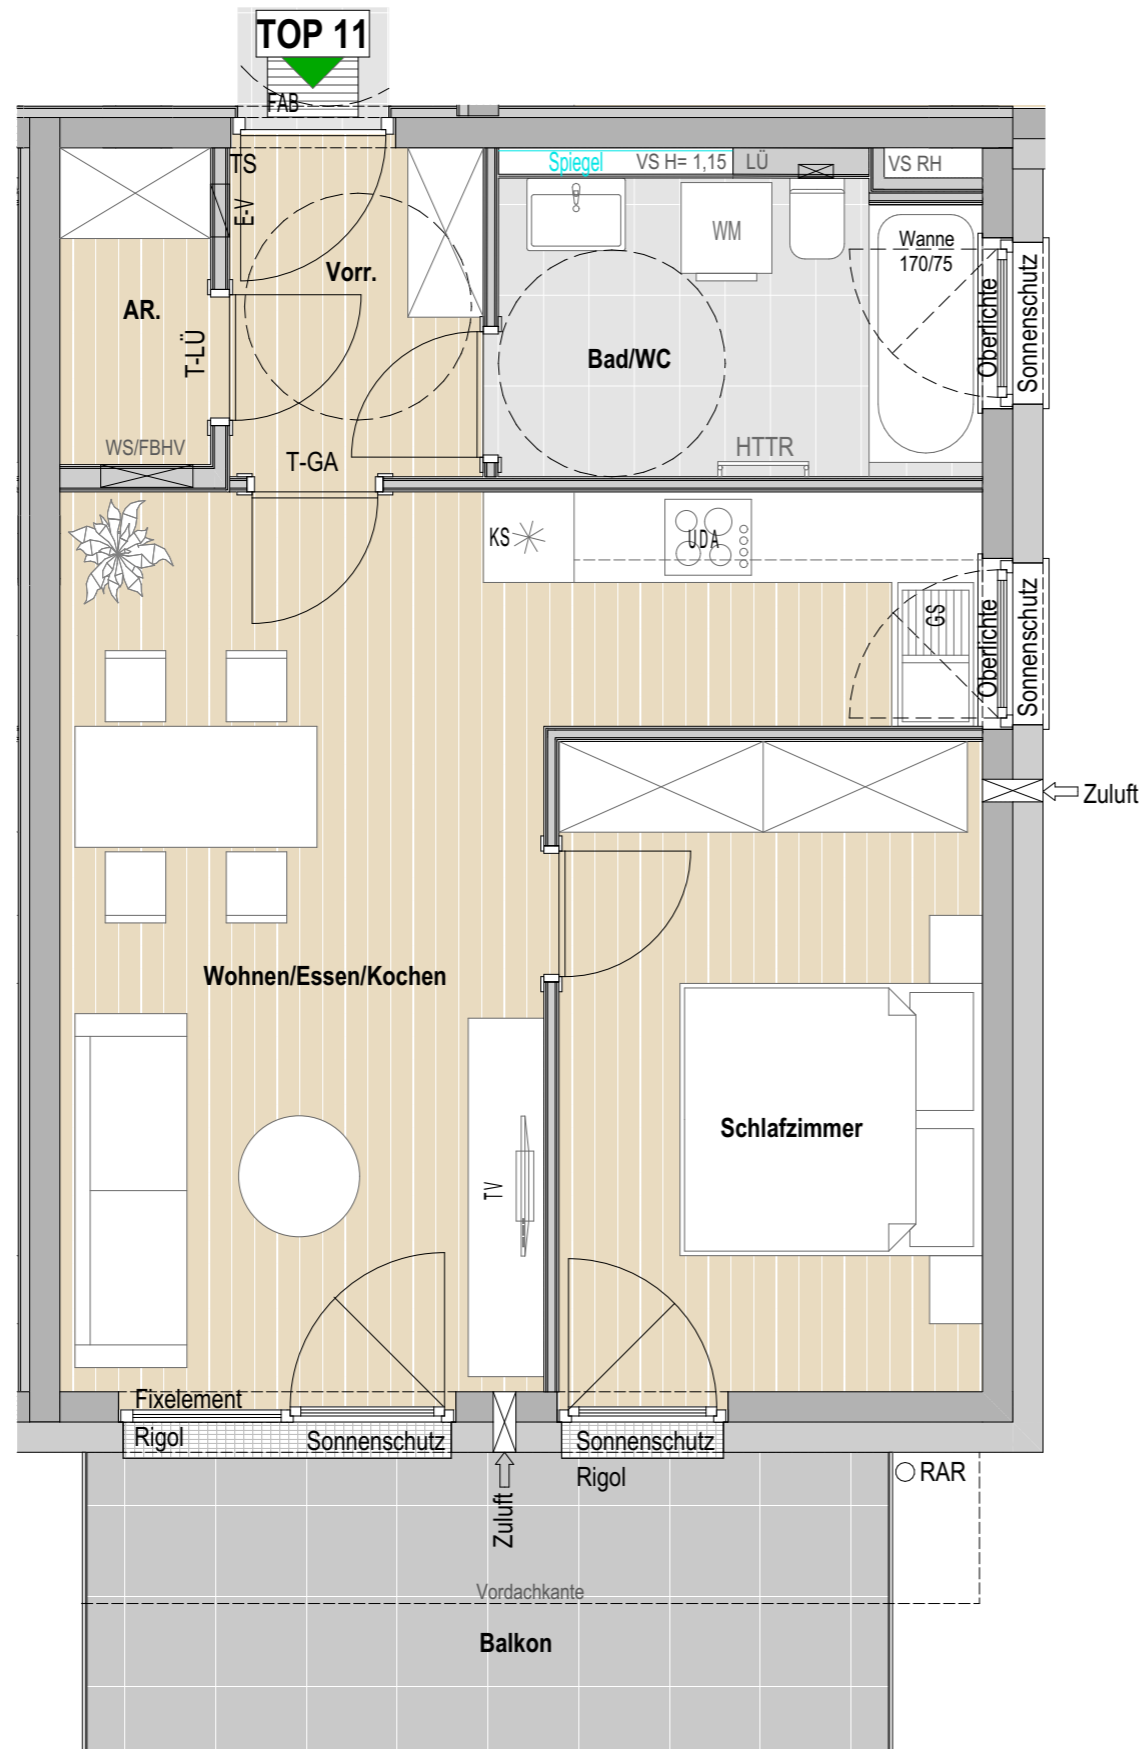 TOP 11
FAB
TS
E-V
Spiegel
VS H= 1,15
LÜ
VS RH
WM
Wanne
170/75
Vorr.
AR.
T-LÜ
Bad/WC
Oberlichte
Sonnenschutz
WS/FBHV
T-GA
HTTR
KS
UDA
GS
Oberlichte
Sonnenschutz
Zuluft
Wohnen/Essen/Kochen
Schlafzimmer
TV
Fixelement
Rigol
Sonnenschutz
Sonnenschutz
Rigol
RAR
Zuluft
Vordachkante
Balkon